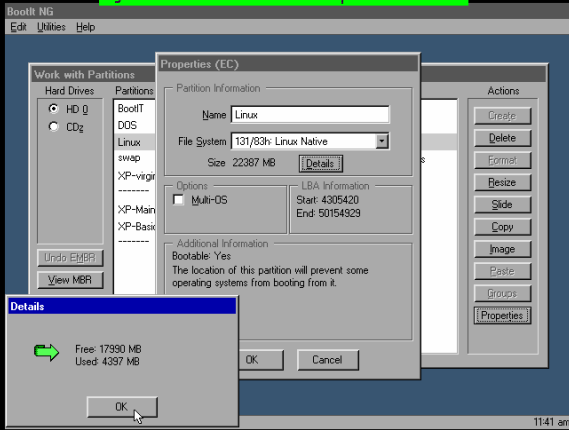 BootIt NG
Edit Utilities Help
Work with Partitions
Hard Drives
HD 0
CDz
Undo EMBR
View MBR
Partitions
BootIT
DOS
Linux
swap
XP-virgi
-------
XP-Main
XP-Basic
-------
Properties (EC)
Partition Information
Name Linux
File System 131/83h: Linux Native
Size 22387 MB Details
Options
Multi-OS
LBA Information
Start: 4305420
End: 50154929
Additional Information
Bootable: Yes
The location of this partition will prevent some
operating systems from booting from it.
OK Cancel
Actions
Create
Delete
Format
Resize
Slide
Copy
Image
Paste
Groups
Properties
Details
Free: 17990 MB
Used: 4397 MB
OK
11:41 am